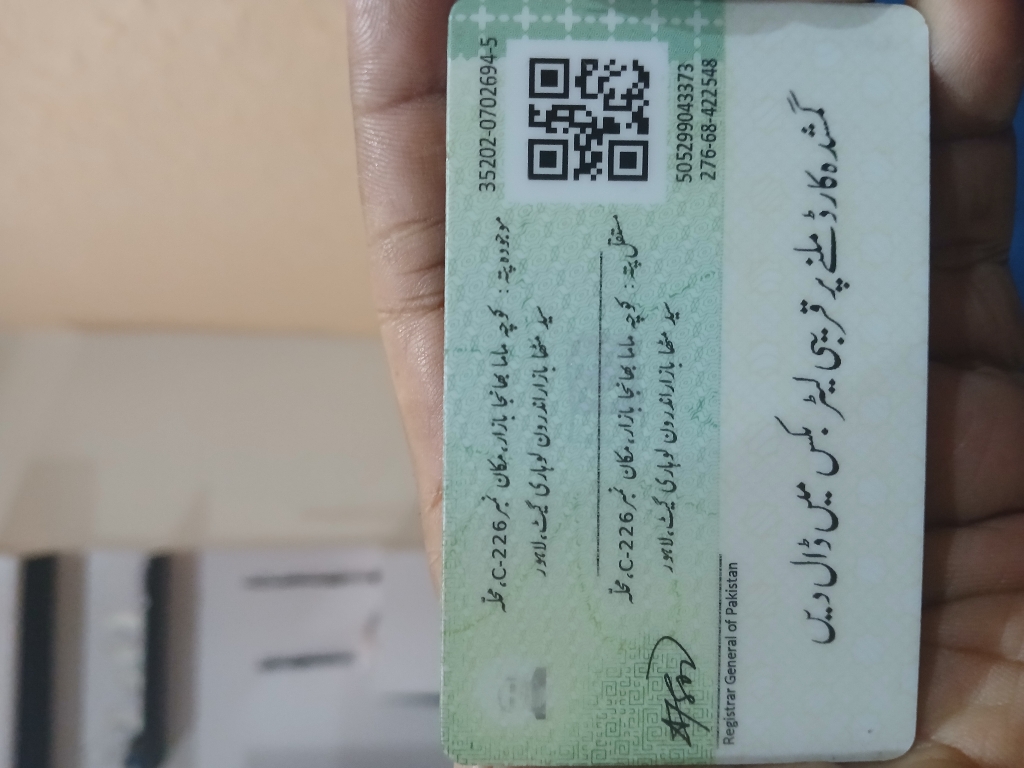 35202-0702694-5
موجودہ پتہ: کوچہ ماما بھانجا بازار، مکان نمبر C-226، محلہ
سید مٹھا بازار اندرون لوہاری گیٹ، لاہور
مستقل پتہ: کوچہ ماما بھانجا بازار، مکان نمبر C-226، محلہ
سید مٹھا بازار اندرون لوہاری گیٹ، لاہور
505299043373
276-68-422548
Registrar General of Pakistan
گمشدہ کارڈ ملنے پر قریبی لیٹر بکس میں ڈال دیں